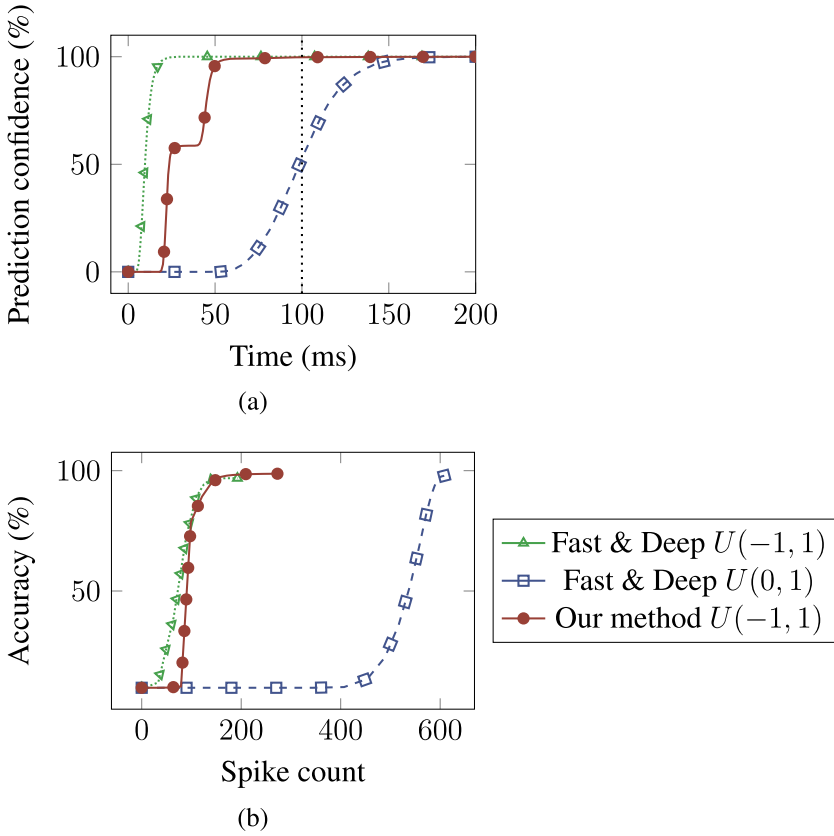 Prediction confidence (%)
100
50
0
0 50 100 150 200
Time (ms)
(a)
Accuracy (%)
100
50
0 200 400 600
Spike count
(b)
Fast & Deep U(−1, 1)
Fast & Deep U(0, 1)
Our method U(−1, 1)